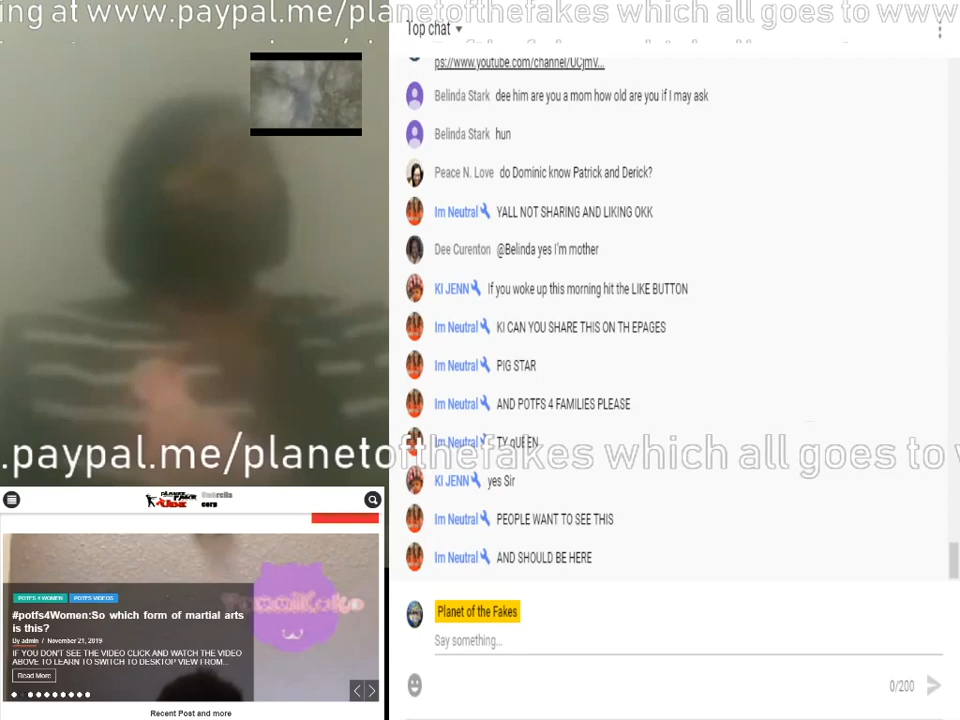 ing at www.paypal.me/planetofthefakes which all goes to www
Top chat
ps://www.youtube.com/channel/UCjmV...
Belinda Stark dee him are you a mom how old are you if I may ask
Belinda Stark hun
Peace N. Love do Dominic know Patrick and Derick?
Im Neutral YALL NOT SHARING AND LIKING OKK
Dee Curenton @Belinda yes I'm mother
KI JENN If you woke up this morning hit the LIKE BUTTON
Im Neutral KI CAN YOU SHARE THIS ON TH EPAGES
Im Neutral PIG STAR
Im Neutral AND POTFS 4 FAMILIES PLEASE
Im Neutral TY qUEEN
.paypal.me/planetofthefakes which all goes to
KI JENN yes Sir
Im Neutral PEOPLE WANT TO SEE THIS
Im Neutral AND SHOULD BE HERE
Planet of the Fakes
Say something...
0/200
Umbrella
corp
POTFS 4 WOMEN POTFS VIDEOS
#potfs4Women:So which form of martial arts
is this?
By admin / November 21, 2019
IF YOU DON'T SEE THE VIDEO CLICK AND WATCH THE VIDEO
ABOVE TO LEARN TO SWITCH TO DESKTOP VIEW FROM...
Read More
Recent Post and more